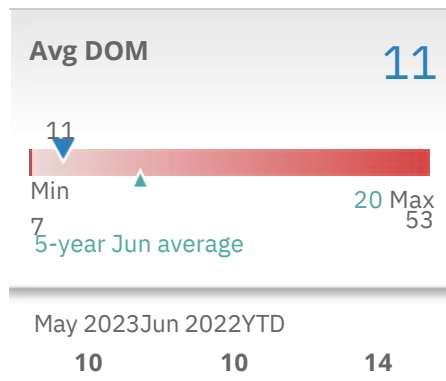 Avg DOM
11
11
Min
20 Max
7
53
5-year Jun average
May 2023Jun 2022YTD
10 10 14